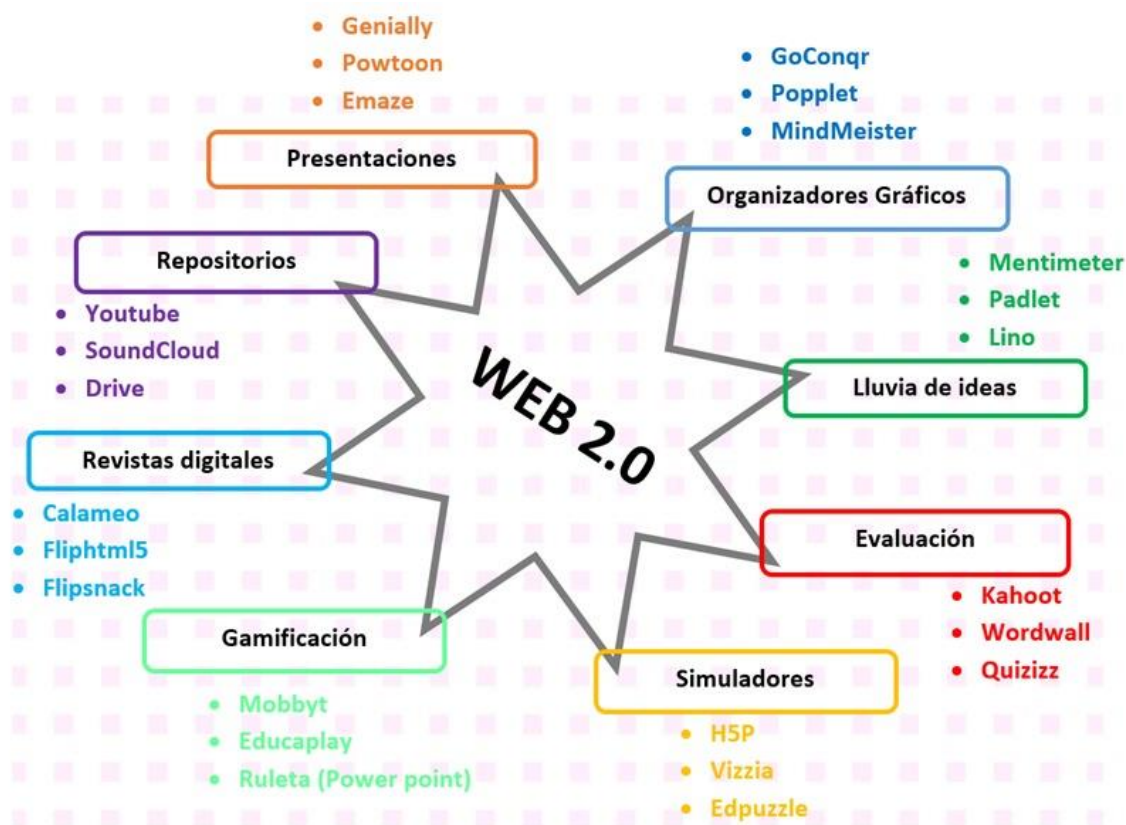 Genially
Powtoon
Emaze
Presentaciones
GoConqr
Popplet
MindMeister
Organizadores Gráficos
Repositorios
Youtube
SoundCloud
Drive
Mentimeter
Padlet
Lino
Lluvia de ideas
WEB 2.0
Revistas digitales
Calameo
Fliphtml5
Flipsnack
Evaluación
Kahoot
Wordwall
Quizizz
Gamificación
Mobbyt
Educaplay
Ruleta (Power point)
Simuladores
H5P
Vizzia
Edpuzzle